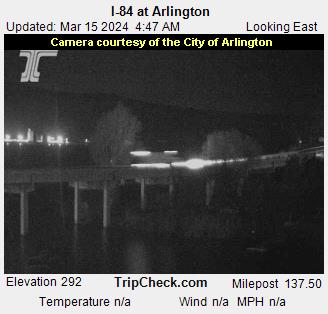 I-84 at Arlington
Updated: Mar 15 2024 4:47 AM Looking East
Camera courtesy of the City of Arlington
Elevation 292 TripCheck.com Milepost 137.50
Temperature n/a Wind n/a MPH n/a